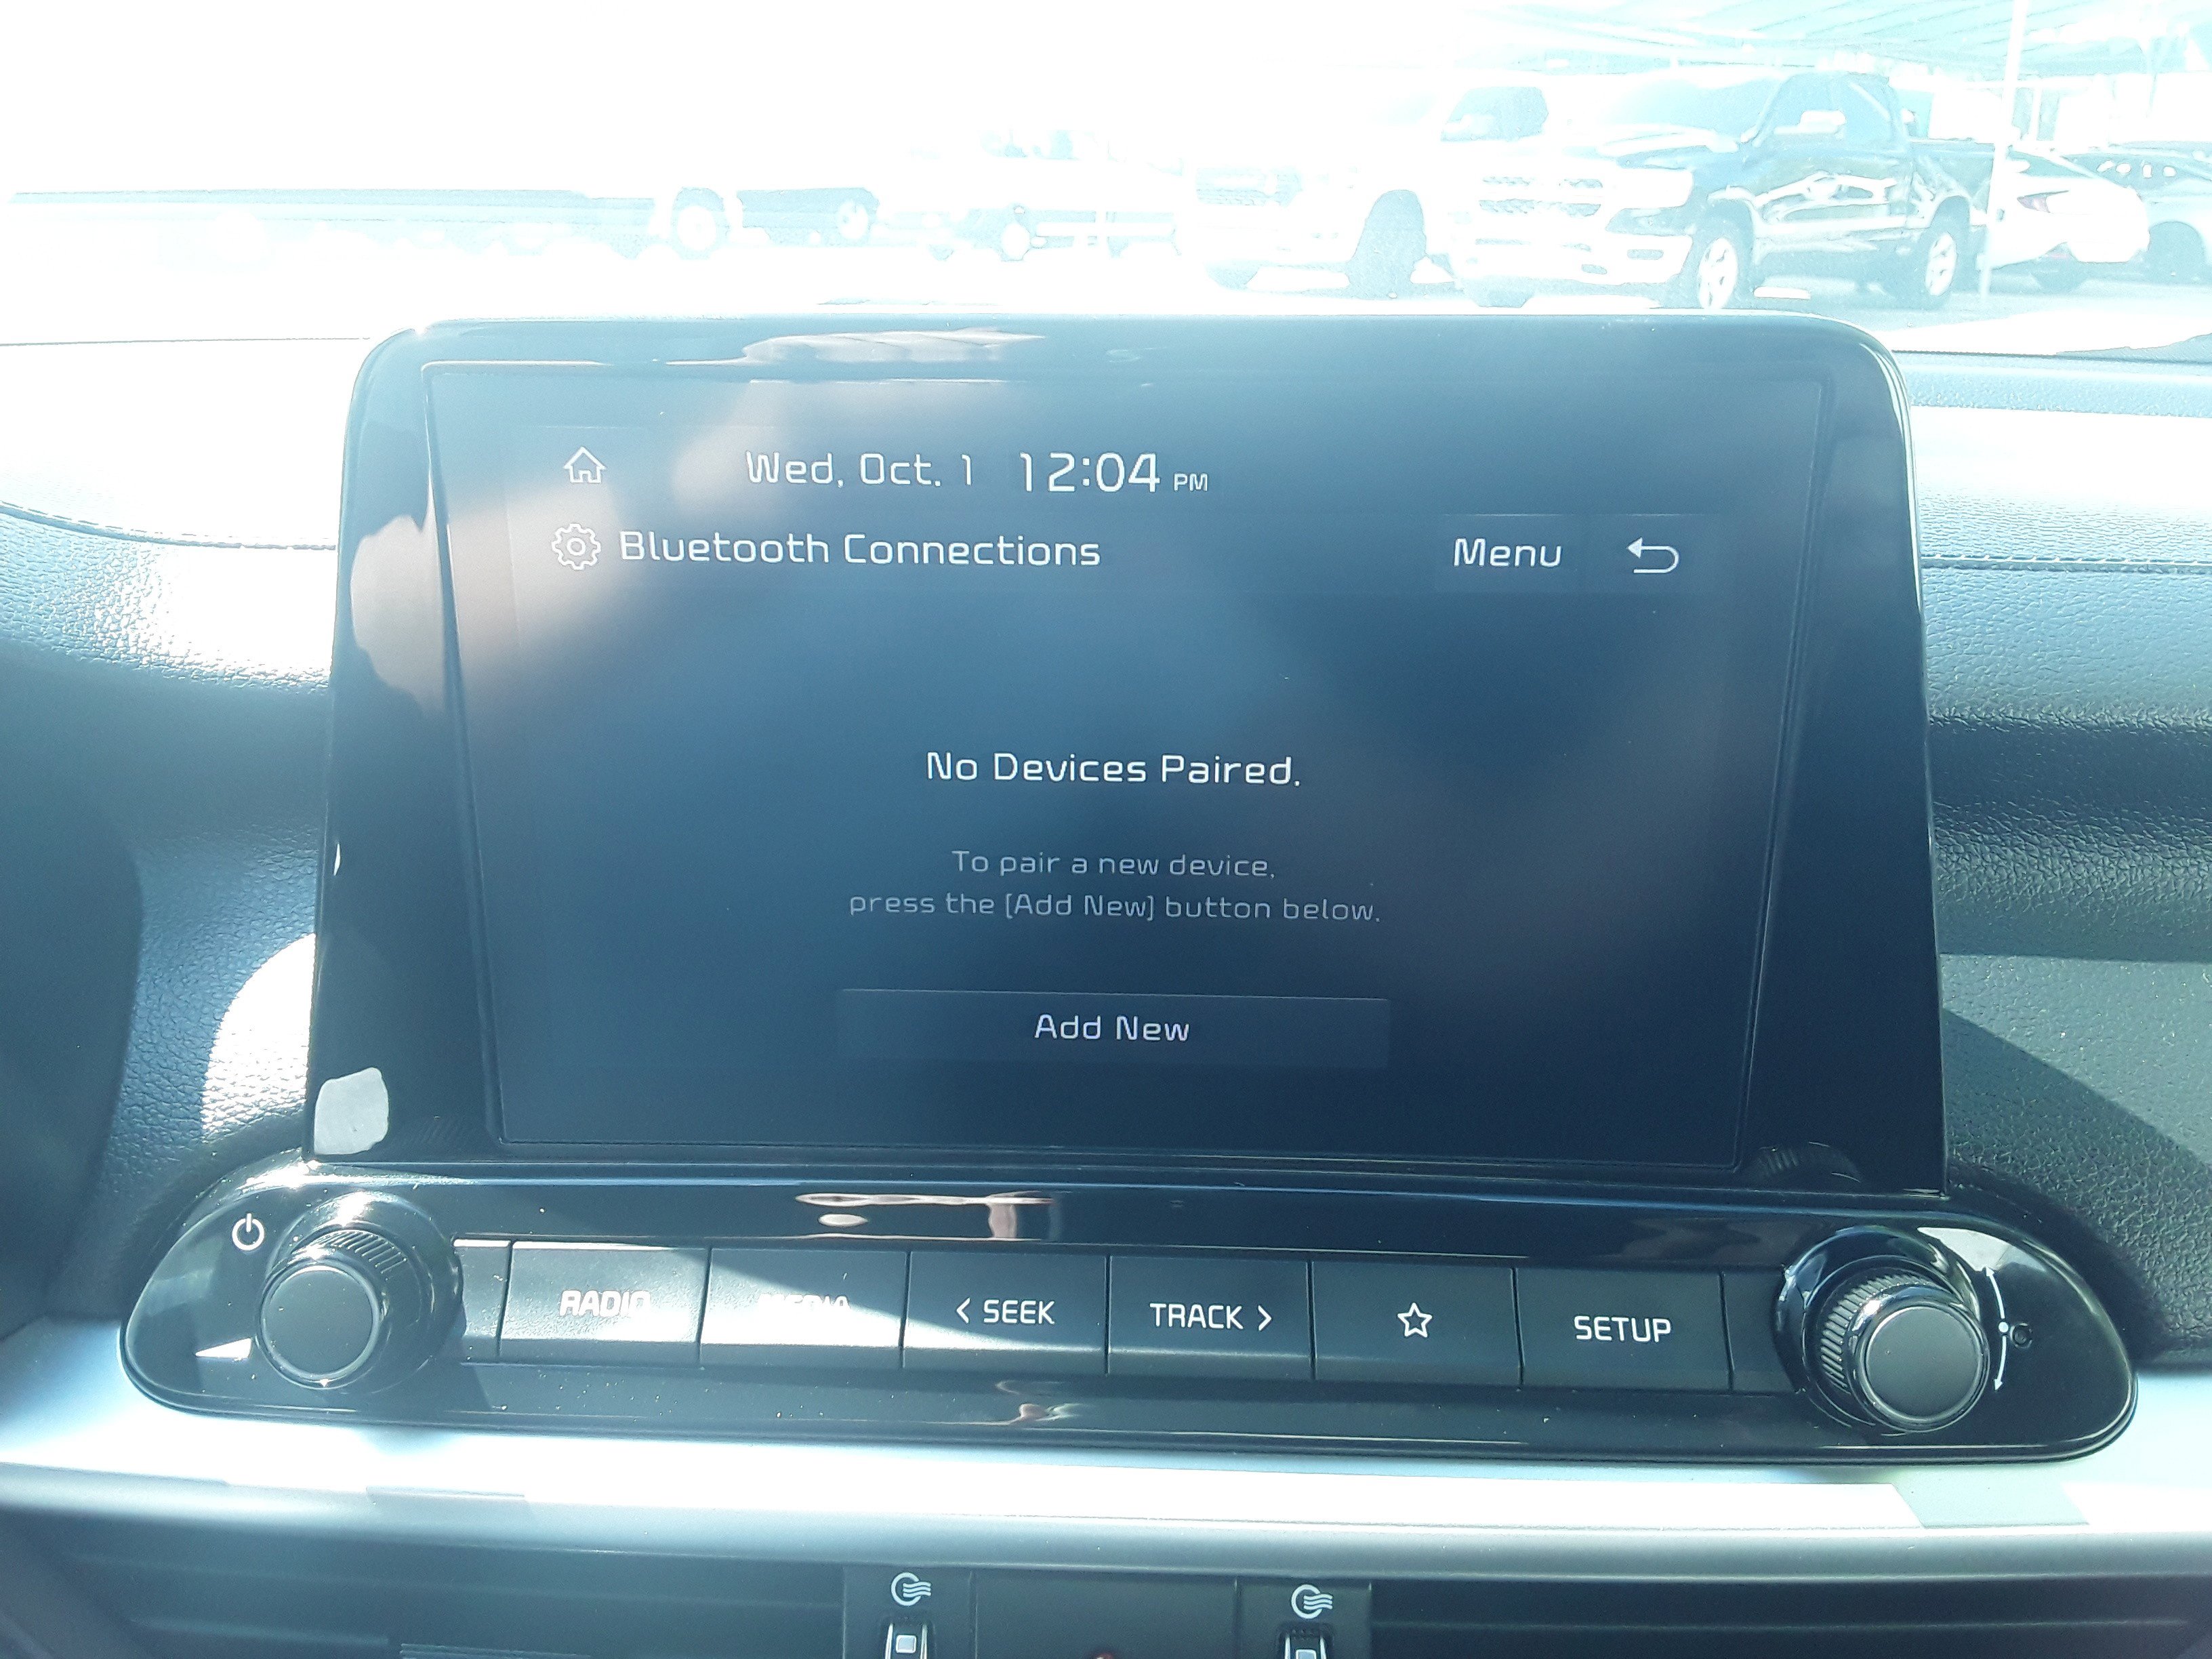 Wed, Oct. 1 12:04 PM
Bluetooth Connections Menu
No Devices Paired.
To pair a new device,
press the [Add New] button below.
Add New
RADIO MEDIA < SEEK TRACK > SETUP